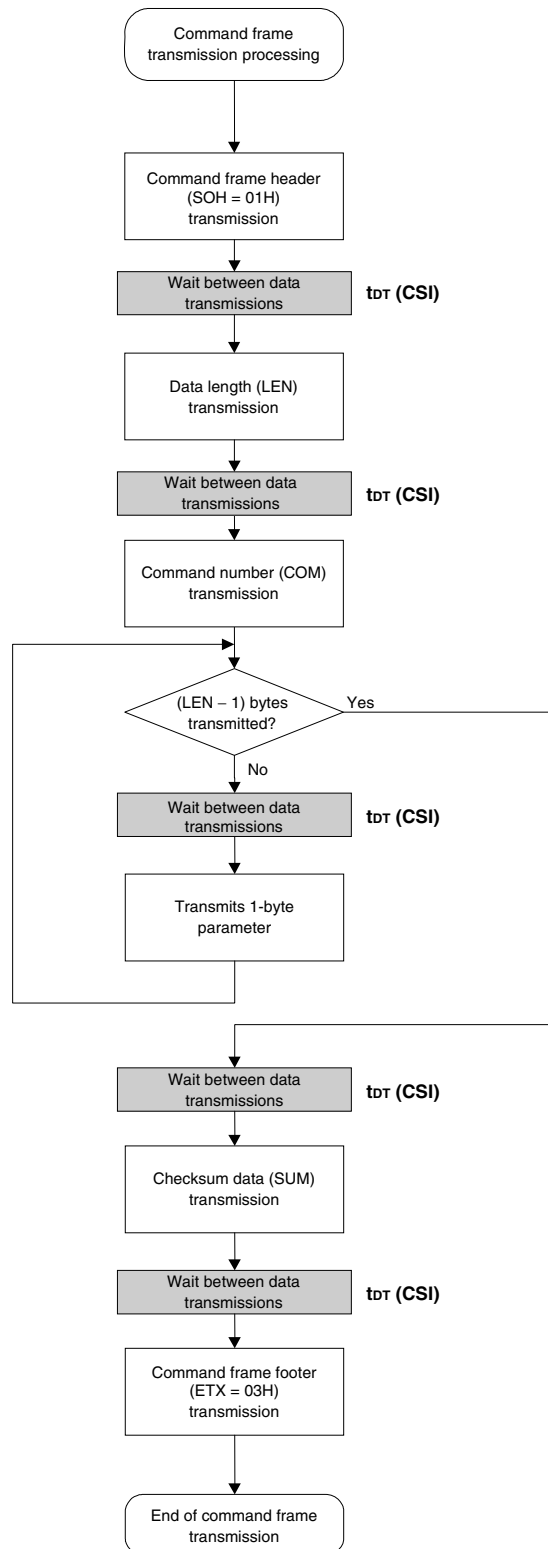 Command frame
transmission processing
Command frame header
(SOH = 01H)
transmission
Wait between data
transmissions
tDT (CSI)
Data length (LEN)
transmission
Wait between data
transmissions
tDT (CSI)
Command number (COM)
transmission
(LEN − 1) bytes
transmitted?
Yes
No
Wait between data
transmissions
tDT (CSI)
Transmits 1-byte
parameter
Wait between data
transmissions
tDT (CSI)
Checksum data (SUM)
transmission
Wait between data
transmissions
tDT (CSI)
Command frame footer
(ETX = 03H)
transmission
End of command frame
transmission